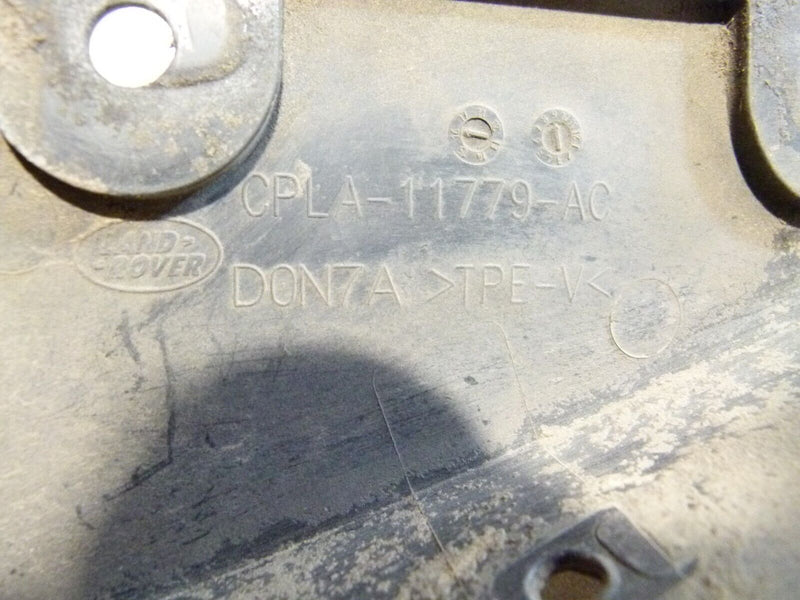 CPLA-11779-AC
LAND-
-ROVER
DON7A >TPE-V<